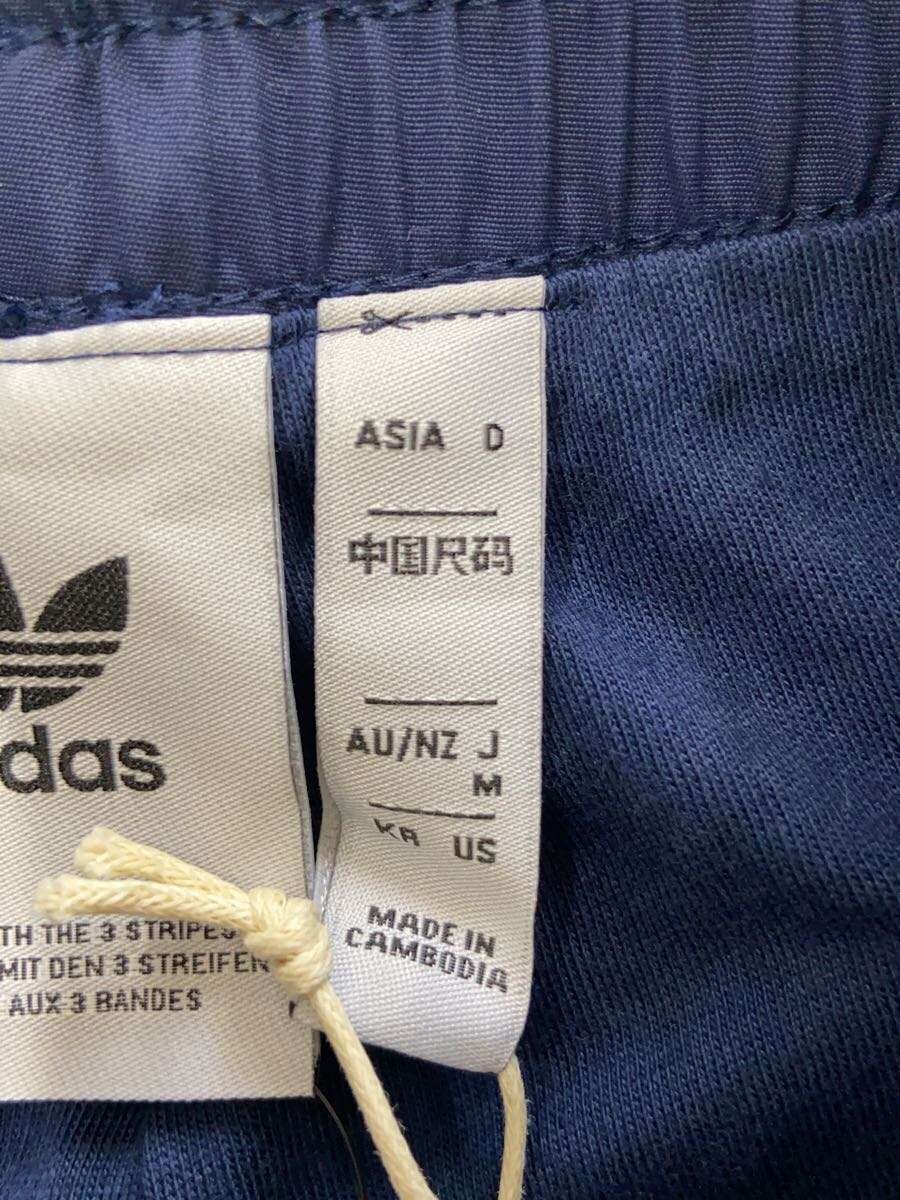 das
TH THE 3 STRIPES
MIT DEN 3 STREIFEN
AUX 3 BANDES
ASIA D
中国尺码
AU/NZ J
M
KR US
MADE IN
CAMBODIA